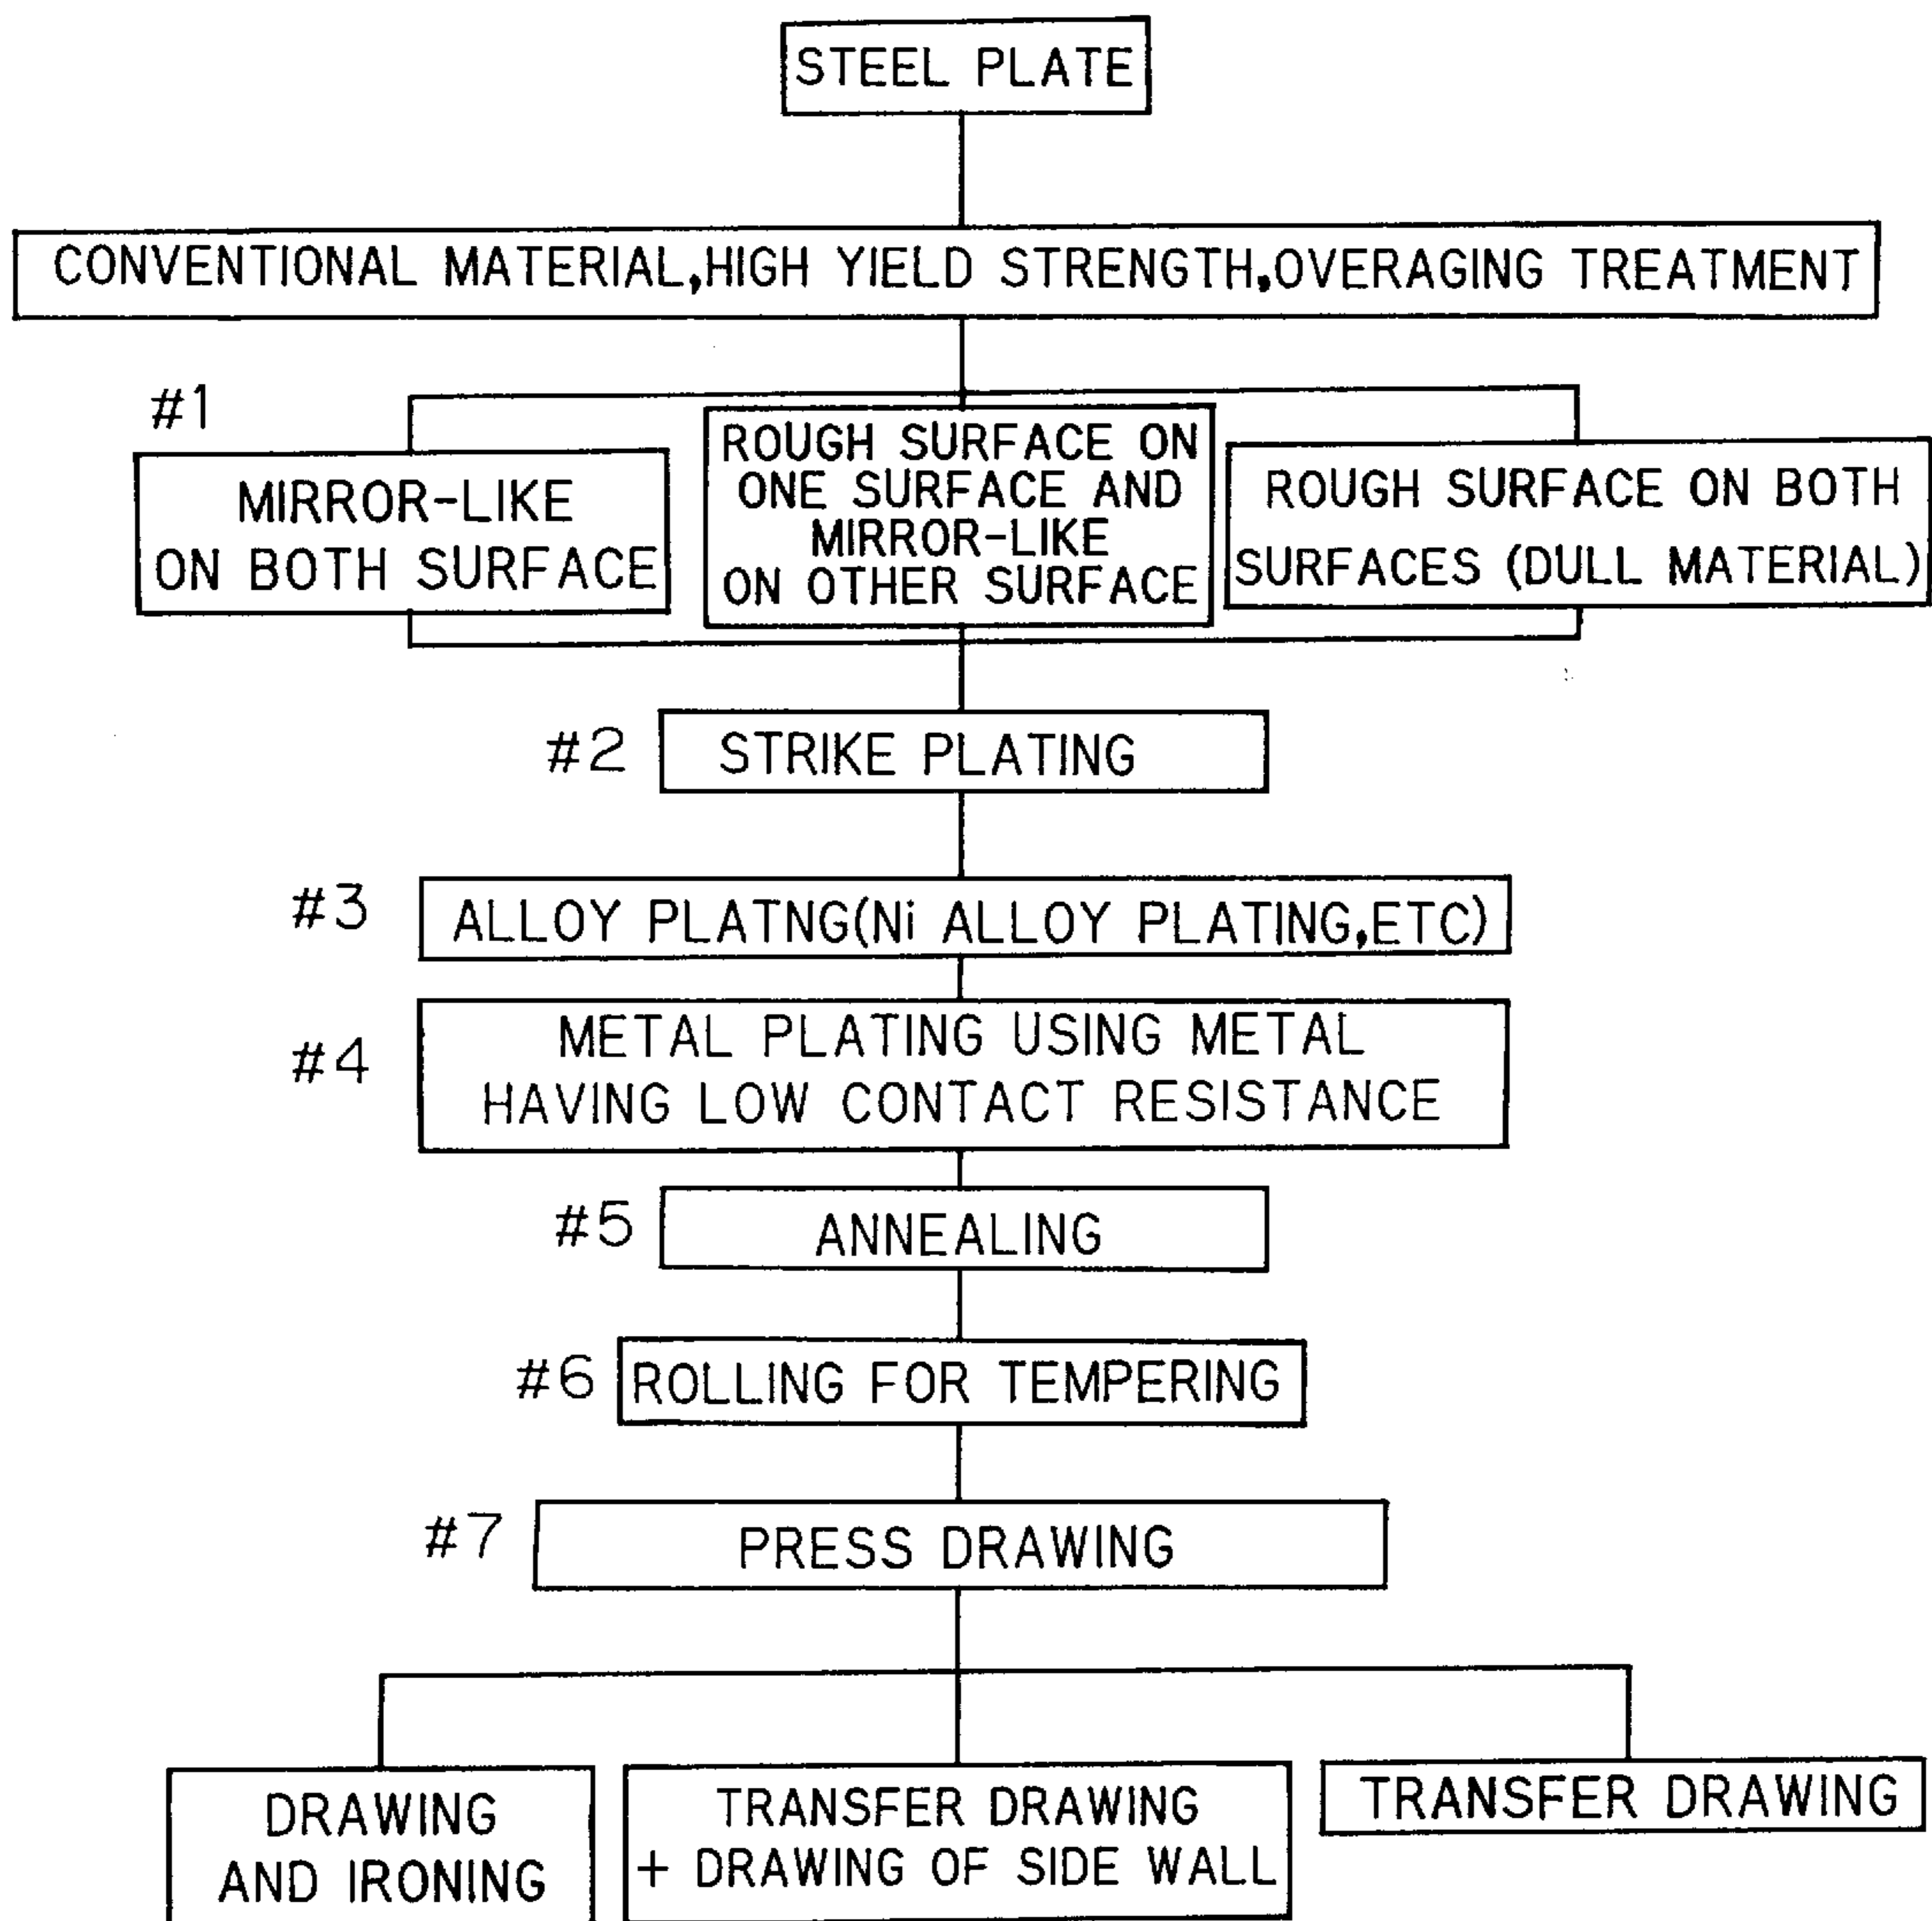 STEEL PLATE
CONVENTIONAL MATERIAL,HIGH YIELD STRENGTH,OVERAGING TREATMENT
#1
MIRROR-LIKE
ON BOTH SURFACE
ROUGH SURFACE ON
ONE SURFACE AND
MIRROR-LIKE
ON OTHER SURFACE
ROUGH SURFACE ON BOTH
SURFACES (DULL MATERIAL)
#2 STRIKE PLATING
#3 ALLOY PLATNG(Ni ALLOY PLATING,ETC)
#4
METAL PLATING USING METAL
HAVING LOW CONTACT RESISTANCE
#5 ANNEALING
#6 ROLLING FOR TEMPERING
#7 PRESS DRAWING
DRAWING
AND IRONING
TRANSFER DRAWING
+ DRAWING OF SIDE WALL
TRANSFER DRAWING